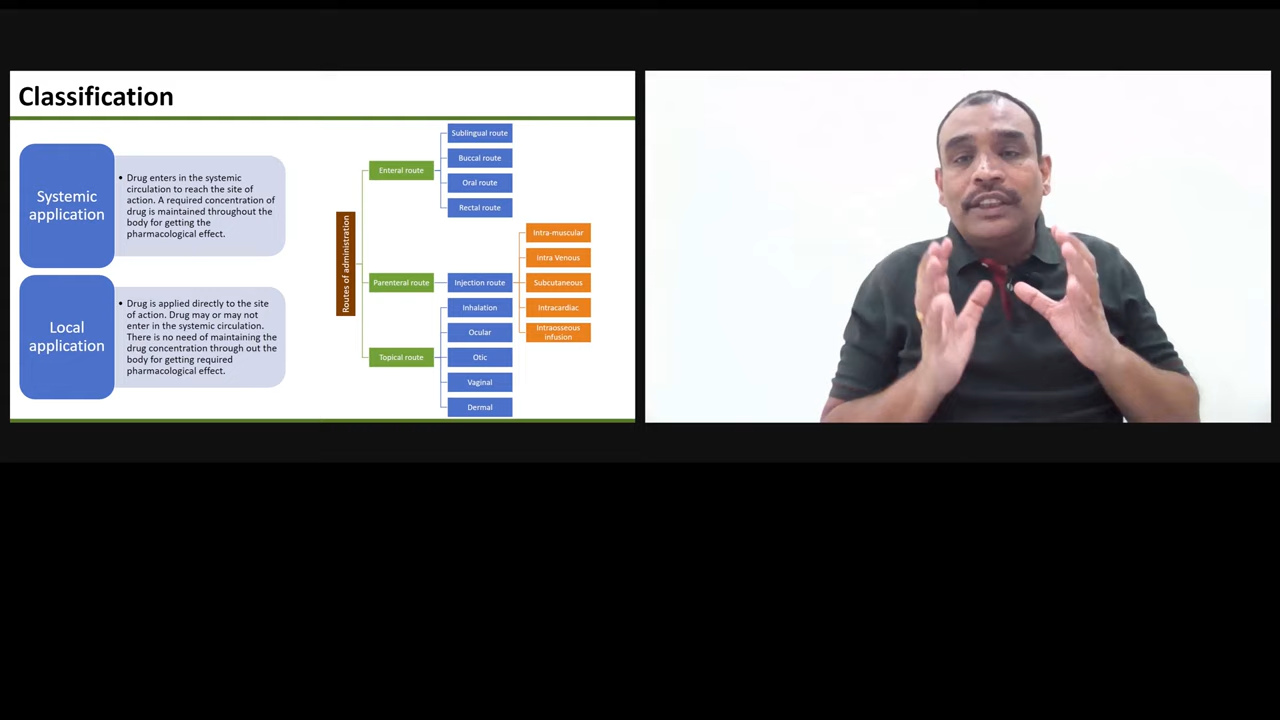 Classification
Systemic
application
• Drug enters in the systemic
circulation to reach the site of
action. A required concentration of
drug is maintained throughout the
body for getting the
pharmacological effect.
Local
application
• Drug is applied directly to the site
of action. Drug may or may not
enter in the systemic circulation.
There is no need of maintaining the
drug concentration through out the
body for getting required
pharmacological effect.
Routes of administration
Enteral route
Sublingual route
Buccal route
Oral route
Rectal route
Parenteral route
Injection route
Intra-muscular
Intra Venous
Subcutaneous
Intracardiac
Intraosseous
infusion
Topical route
Inhalation
Ocular
Otic
Vaginal
Dermal